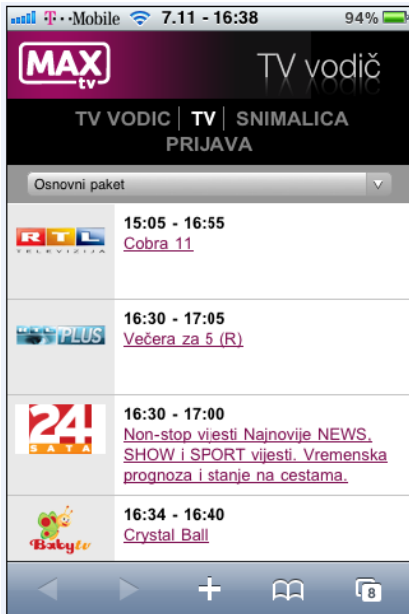 T··Mobile 7.11 - 16:38 94%
MAX
tv
TV vodič
TV VODIC | TV | SNIMALICA
PRIJAVA
Osnovni paket
RTL
TELEVIZIJA
15:05 - 16:55
Cobra 11
PLUS
16:30 - 17:05
Večera za 5 (R)
24
SATA
16:30 - 17:00
Non-stop vijesti Najnovije NEWS,
SHOW i SPORT vijesti. Vremenska
prognoza i stanje na cestama.
Babytv
16:34 - 16:40
Crystal Ball
8